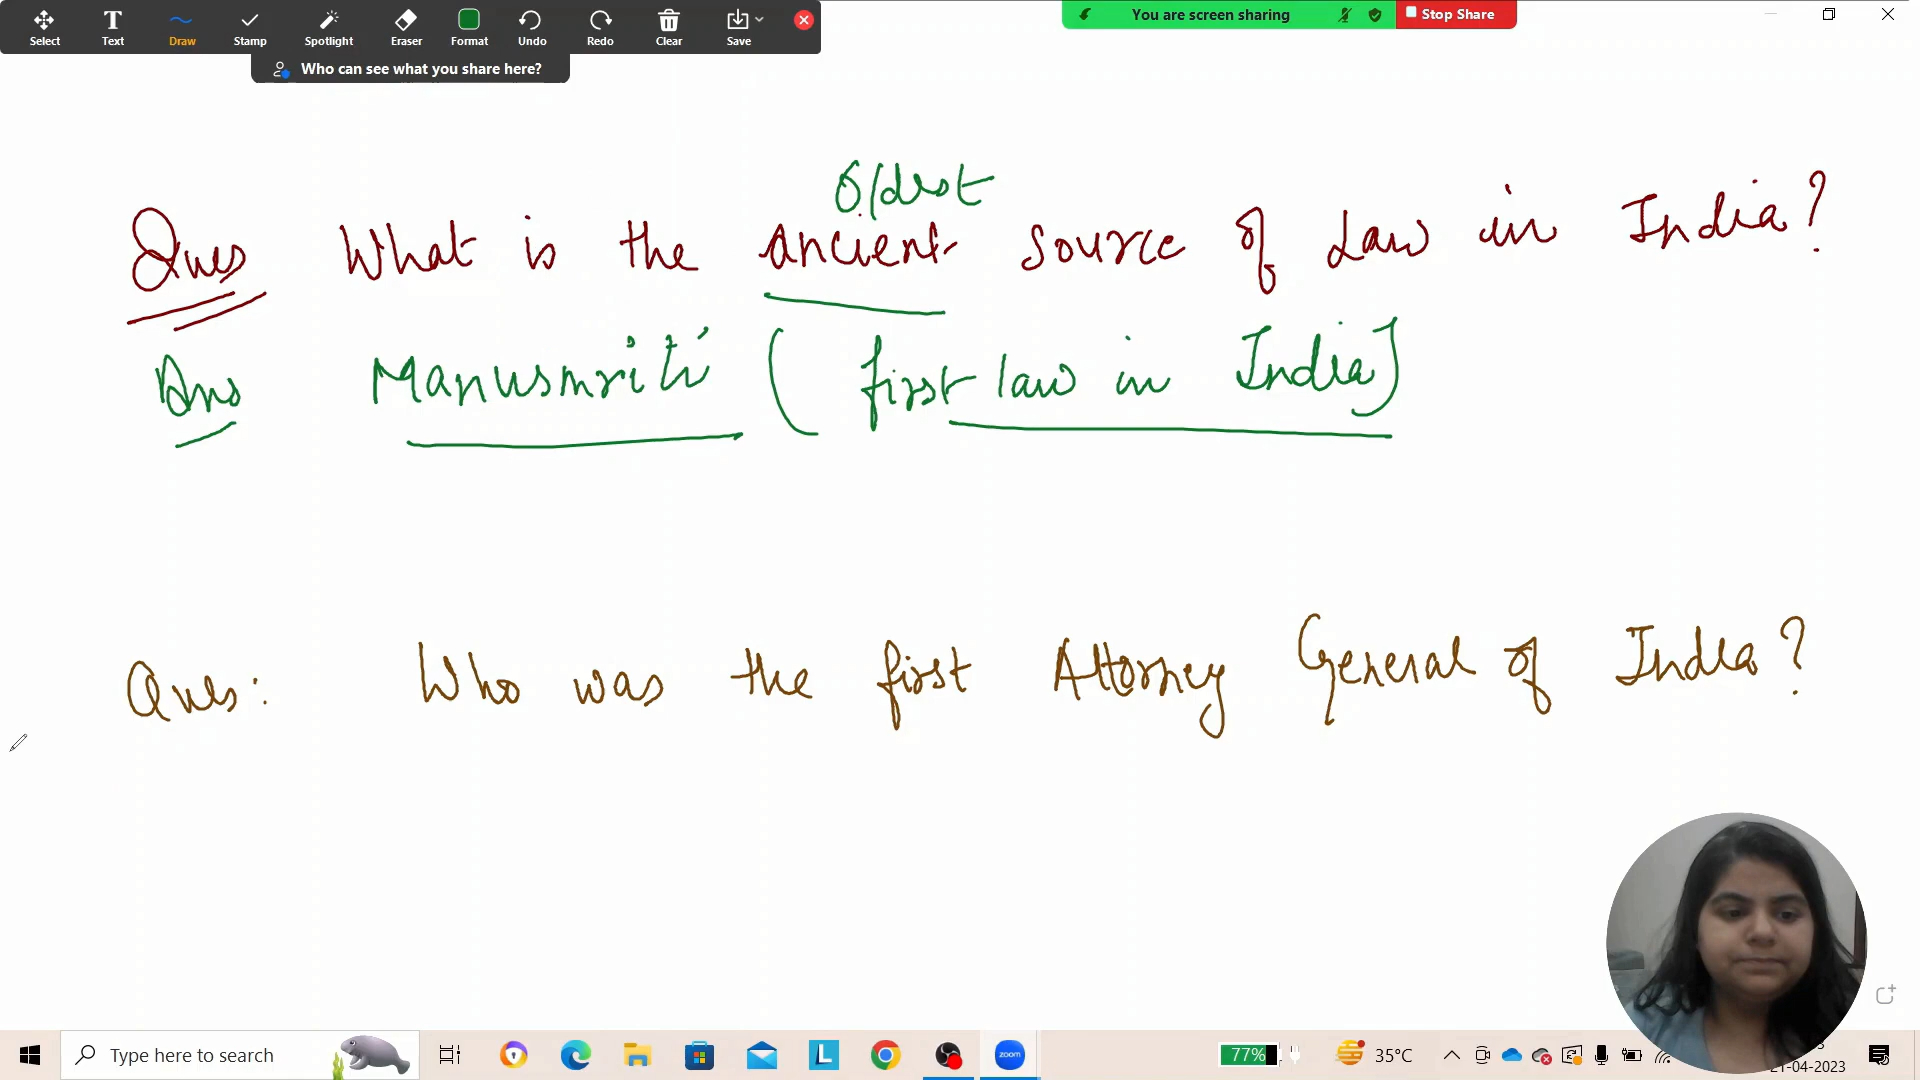 Select Text Draw Stamp Spotlight Eraser Format Undo Redo Clear Save
You are screen sharing Stop Share
Who can see what you share here?
Oldest
Ques What is the ancient source of Law in India?
Ans Manusmriti (first law in India)
Ques: Who was the first Attorney General of India?
Type here to search
zoom
77%
35°C
21-04-2023